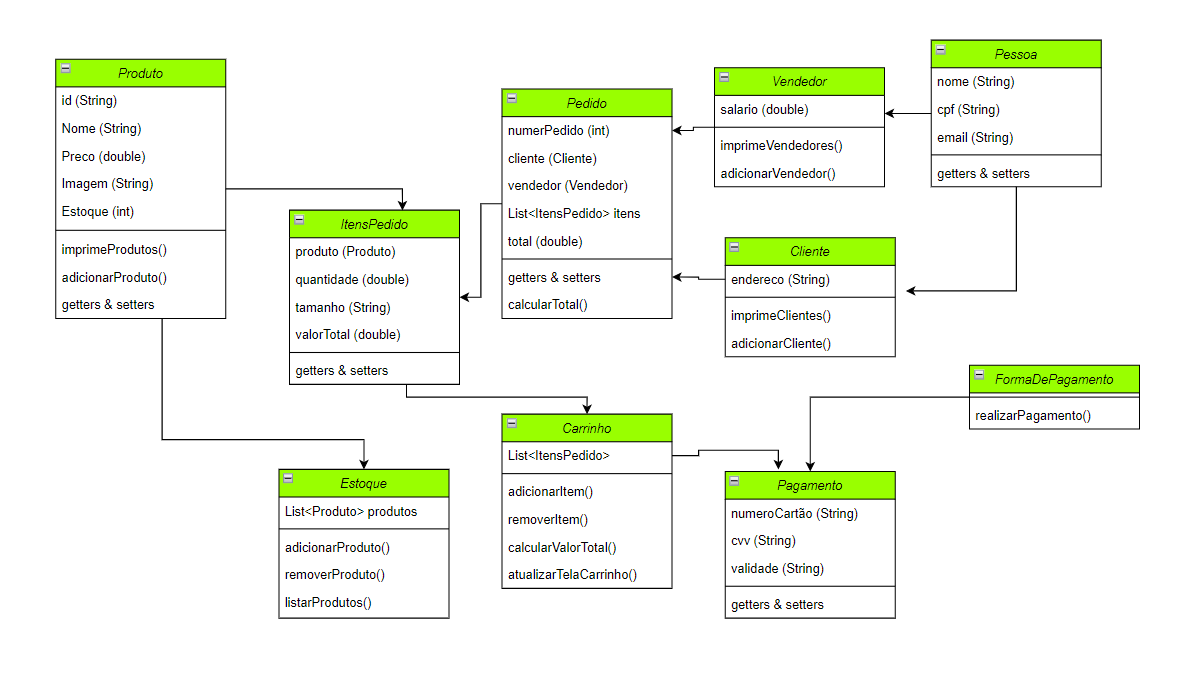 Produto
id (String)
Nome (String)
Preco (double)
Imagem (String)
Estoque (int)
imprimeProdutos()
adicionarProduto()
getters & setters
ItensPedido
produto (Produto)
quantidade (double)
tamanho (String)
valorTotal (double)
getters & setters
Pedido
numerPedido (int)
cliente (Cliente)
vendedor (Vendedor)
List<ItensPedido> itens
total (double)
getters & setters
calcularTotal()
Vendedor
salario (double)
imprimeVendedores()
adicionarVendedor()
Pessoa
nome (String)
cpf (String)
email (String)
getters & setters
Cliente
endereco (String)
imprimeClientes()
adicionarCliente()
FormaDePagamento
realizarPagamento()
Estoque
List<Produto> produtos
adicionarProduto()
removerProduto()
listarProdutos()
Carrinho
List<ItensPedido>
adicionarItem()
removerItem()
calcularValorTotal()
atualizarTelaCarrinho()
Pagamento
numeroCartão (String)
cvv (String)
validade (String)
getters & setters